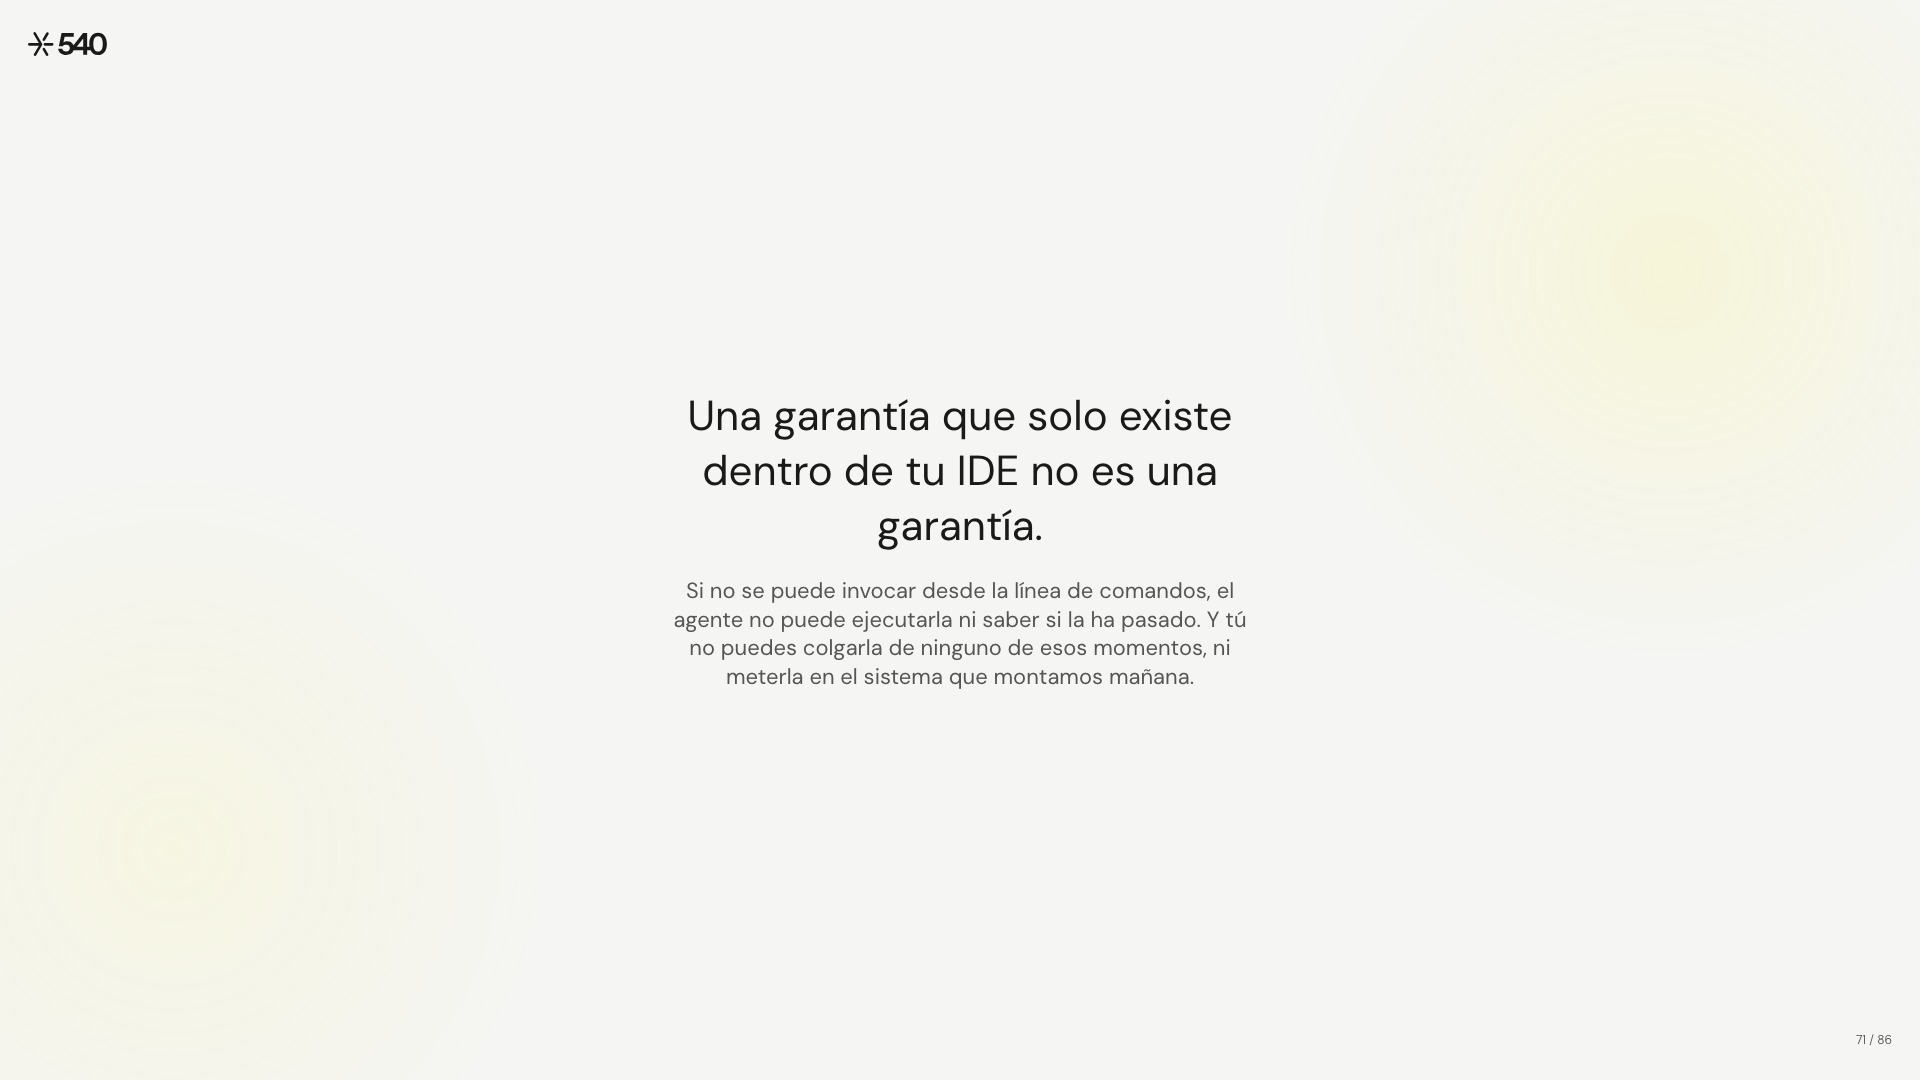 540
Una garantía que solo existe
dentro de tu IDE no es una
garantía.
Si no se puede invocar desde la línea de comandos, el
agente no puede ejecutarla ni saber si la ha pasado. Y tú
no puedes colgarla de ninguno de esos momentos, ni
meterla en el sistema que montamos mañana.
71 / 86